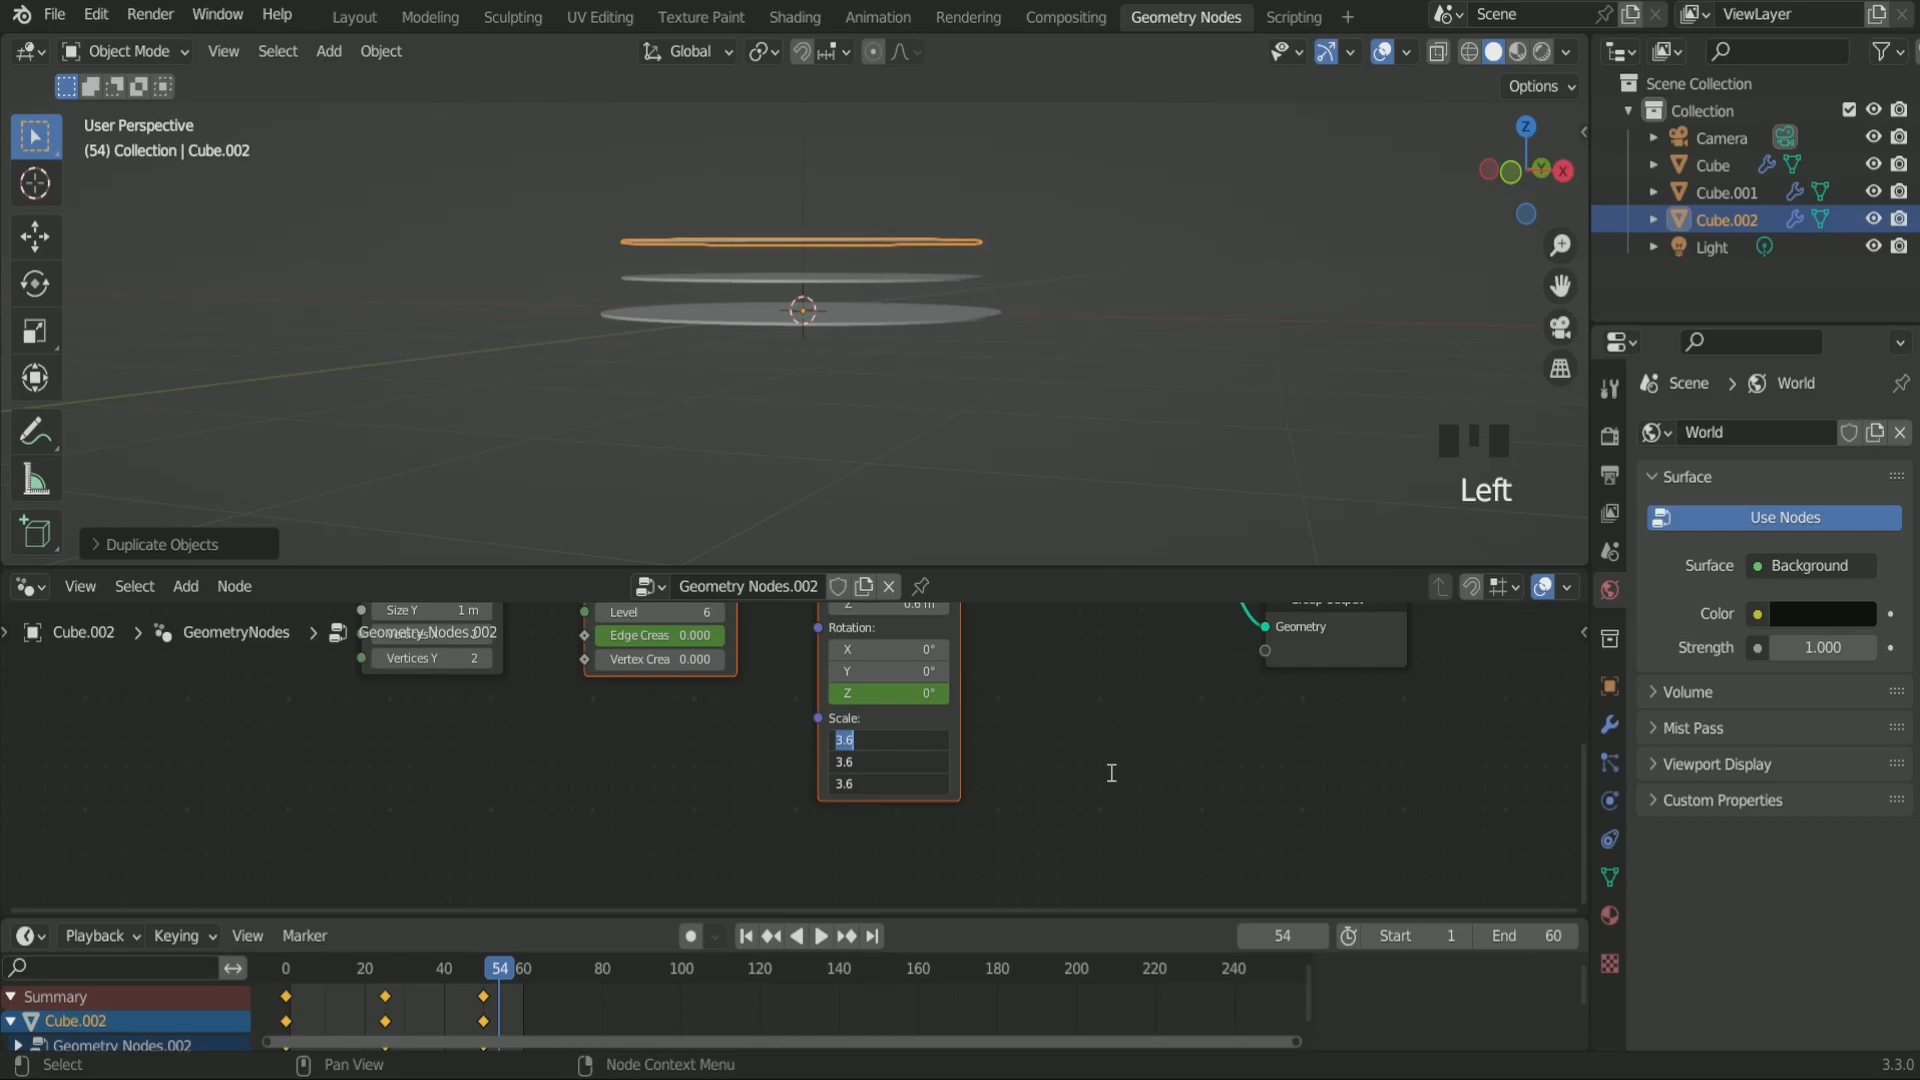 File Edit Render Window Help Layout Modeling Sculpting UV Editing Texture Paint Shading Animation Rendering Compositing Geometry Nodes Scripting + Scene ViewLayer
Object Mode View Select Add Object Global
Options
User Perspective
(54) Collection | Cube.002
Z
Y
X
Left
Duplicate Objects
Scene Collection
Collection
Camera
Cube
Cube.001
Cube.002
Light
Scene World
World
Surface
Use Nodes
Surface Background
Color
Strength 1.000
Volume
Mist Pass
Viewport Display
Custom Properties
View Select Add Node Geometry Nodes.002
Cube.002 GeometryNodes Geometry Nodes.002
Size Y 1 m
Vertices Y 2
Level 6
Edge Creas 0.000
Vertex Crea 0.000
Z 0.6 m
Rotation:
X 0°
Y 0°
Z 0°
Scale:
3.6
3.6
3.6
Group Output
Geometry
Playback Keying View Marker 54 Start 1 End 60
0 20 40 54 60 80 100 120 140 160 180 200 220 240
Summary
Cube.002
Geometry Nodes.002
Select Pan View Node Context Menu 3.3.0